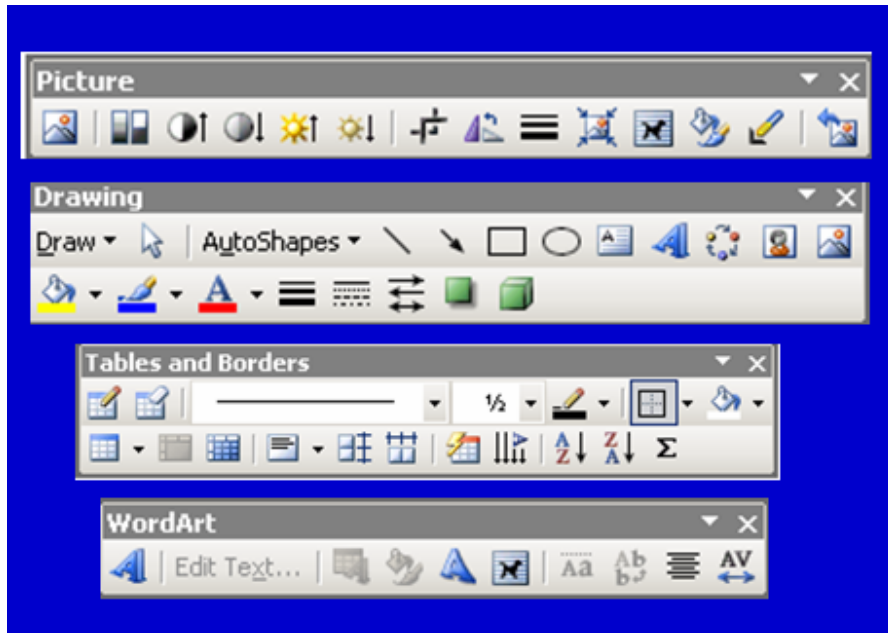 Picture
Drawing
Draw AutoShapes A
A
Tables and Borders
½
A Z Z A Σ
WordArt
A Edit Text... A Aa Ab b AV